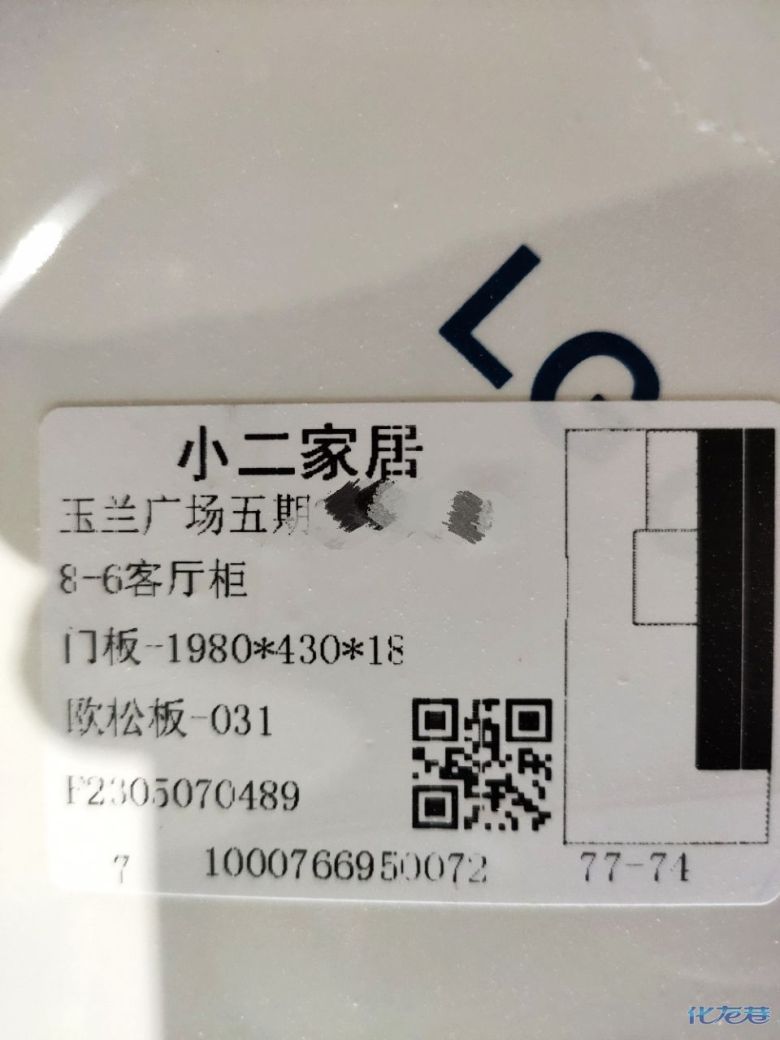 小二家居
玉兰广场五期
8-6客厅柜
门板-1980*430*18
欧松板-031
F2305070489
7 1000766950072 77-74
化龙巷